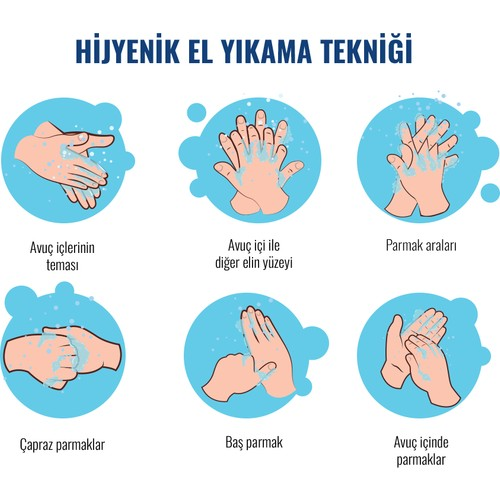 HİJYENİK EL YIKAMA TEKNİĞİ
Avuç içlerinin
teması
Avuç içi ile
diğer elin yüzeyi
Parmak araları
Çapraz parmaklar
Baş parmak
Avuç içinde
parmaklar